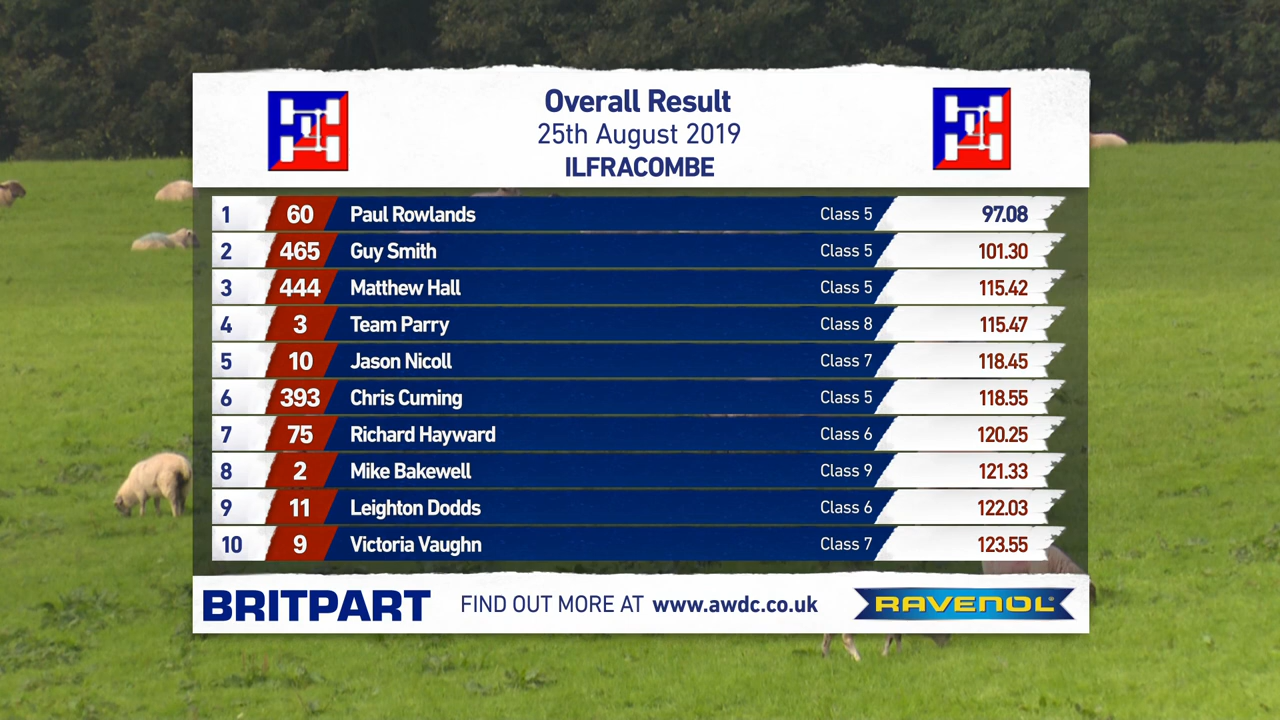 Overall Result
25th August 2019
ILFRACOMBE
1 60 Paul Rowlands Class 5 97.08
2 465 Guy Smith Class 5 101.30
3 444 Matthew Hall Class 5 115.42
4 3 Team Parry Class 8 115.47
5 10 Jason Nicoll Class 7 118.45
6 393 Chris Cuming Class 5 118.55
7 75 Richard Hayward Class 6 120.25
8 2 Mike Bakewell Class 9 121.33
9 11 Leighton Dodds Class 6 122.03
10 9 Victoria Vaughn Class 7 123.55
BRITPART FIND OUT MORE AT www.awdc.co.uk RAVENOL®